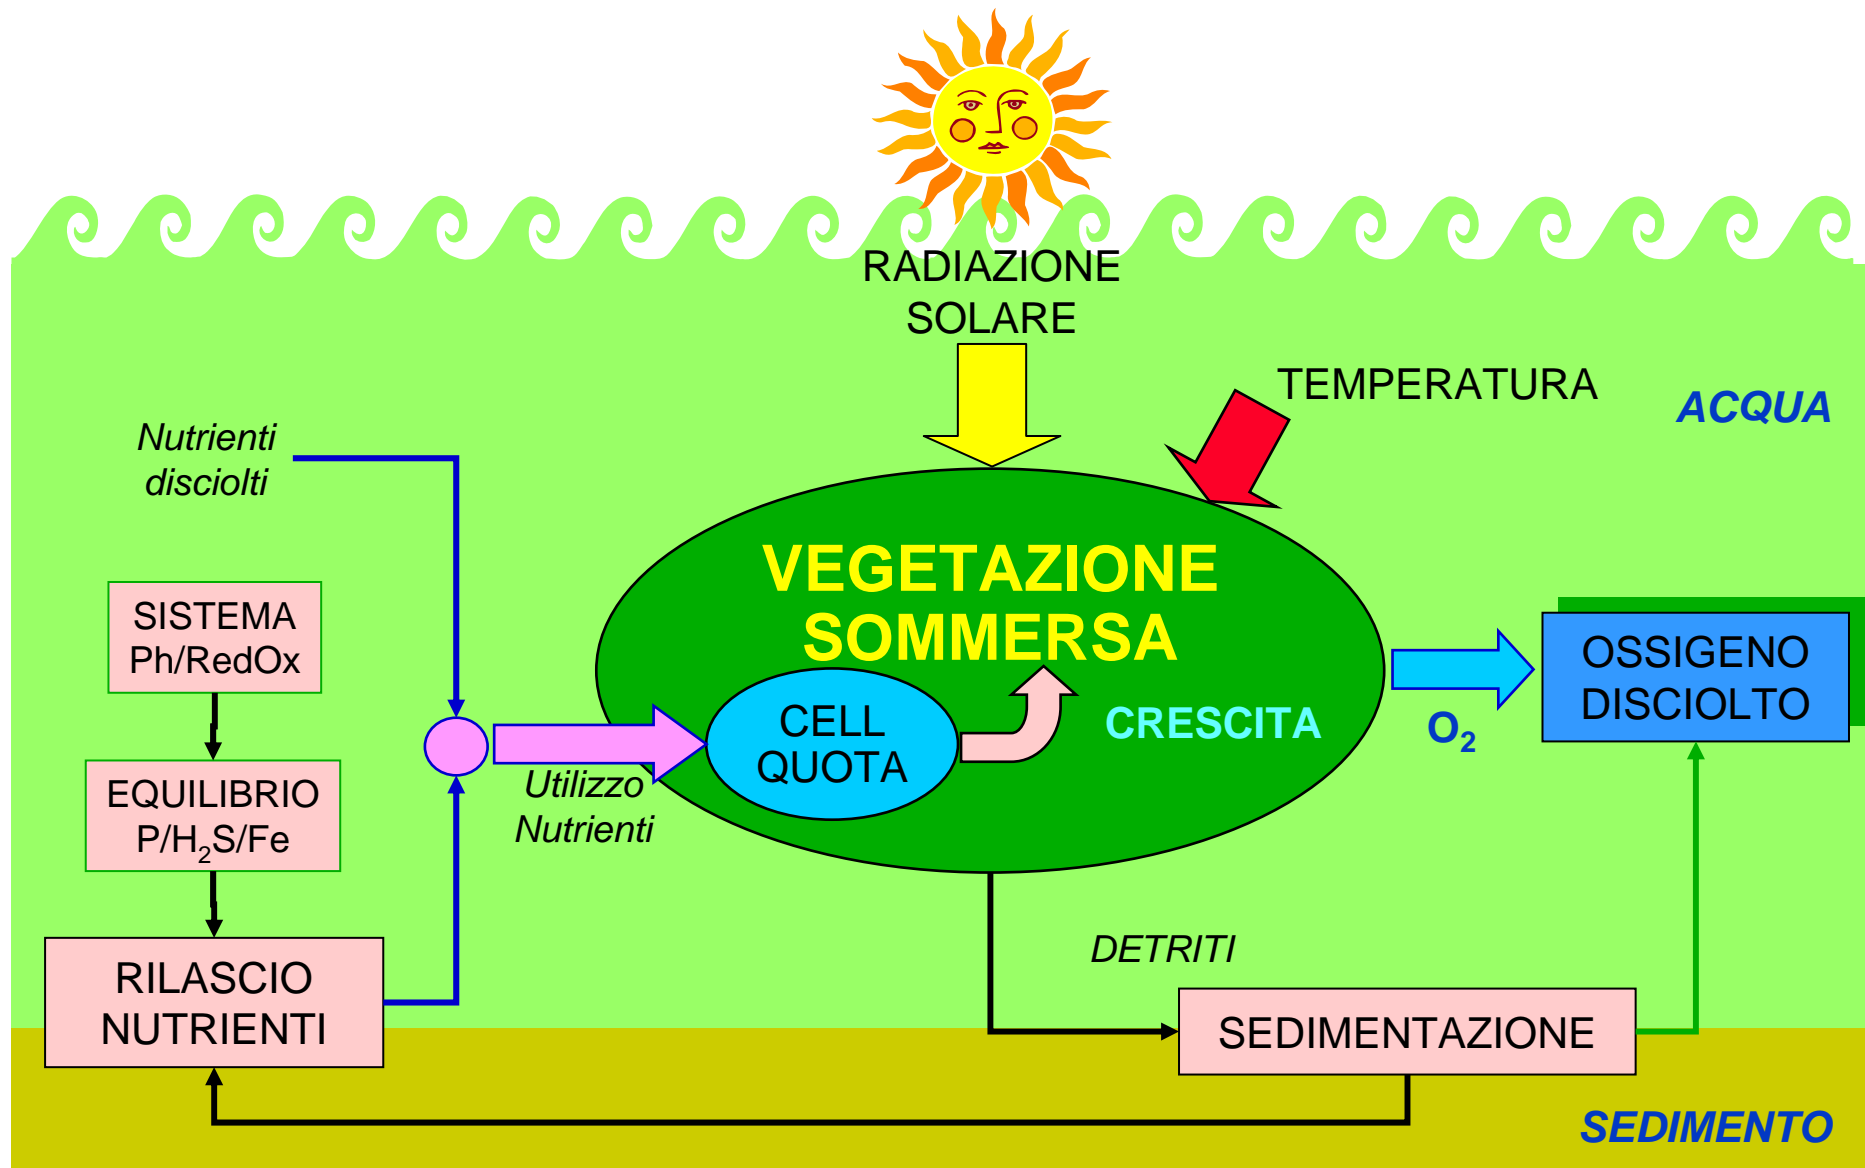 RADIAZIONE
SOLARE
TEMPERATURA
ACQUA
Nutrienti
disciolti
VEGETAZIONE
SOMMERSA
SISTEMA
Ph/RedOx
OSSIGENO
DISCIOLTO
CELL
QUOTA
CRESCITA
O₂
EQUILIBRIO
P/H₂S/Fe
Utilizzo
Nutrienti
DETRITI
RILASCIO
NUTRIENTI
SEDIMENTAZIONE
SEDIMENTO